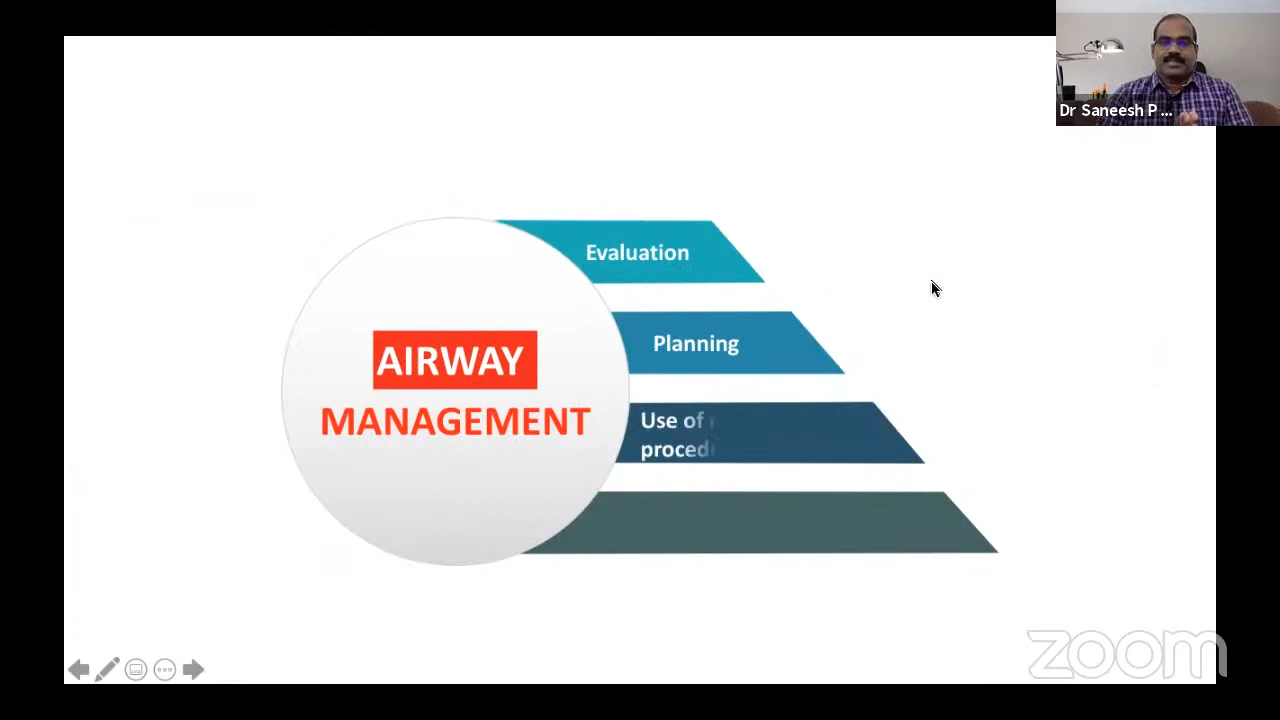 Dr Saneesh P ...
Evaluation
Planning
AIRWAY
MANAGEMENT
Use of
proced
zoom